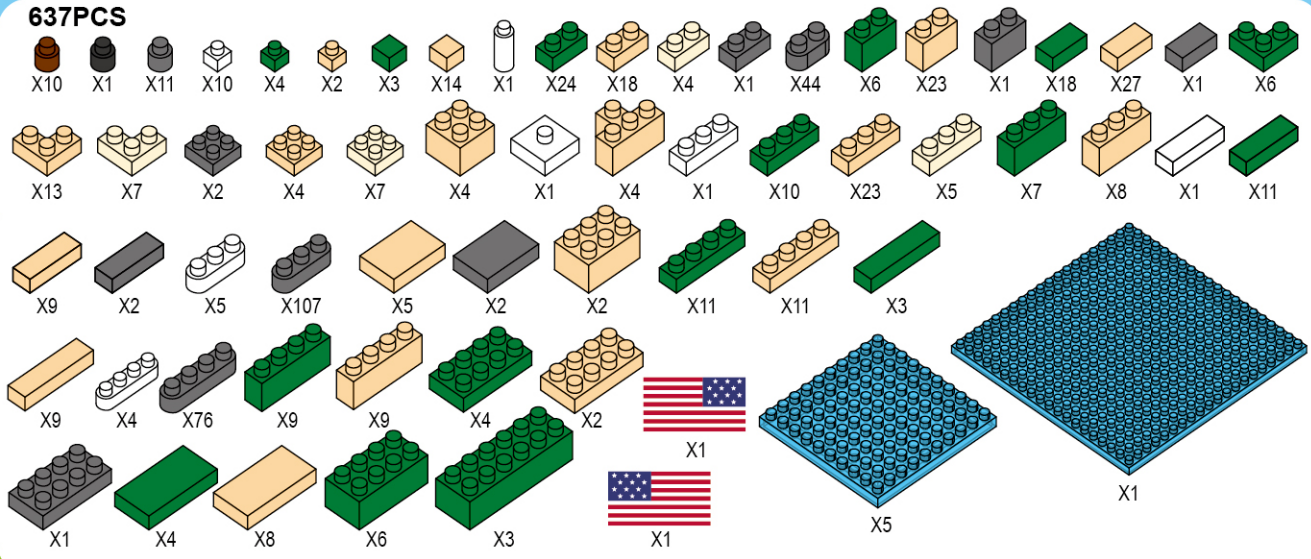 637PCS
X10 X1 X11 X10 X4 X2 X3 X14 X1 X24 X18 X4 X1 X44 X6 X23 X1 X18 X27 X1 X6
X13 X7 X2 X4 X7 X4 X1 X4 X1 X10 X23 X5 X7 X8 X1 X11
X9 X2 X5 X107 X5 X2 X2 X11 X11 X3
X9 X4 X76 X9 X9 X4 X2 X1 X5 X1
X1 X4 X8 X6 X3 X1